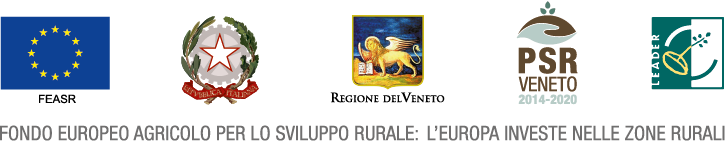 FEASR
REPVBBLICA ITALIANA
REGIONE DEL VENETO
PSR
VENETO
2014-2020
LEADER
FONDO EUROPEO AGRICOLO PER LO SVILUPPO RURALE: L'EUROPA INVESTE NELLE ZONE RURALI